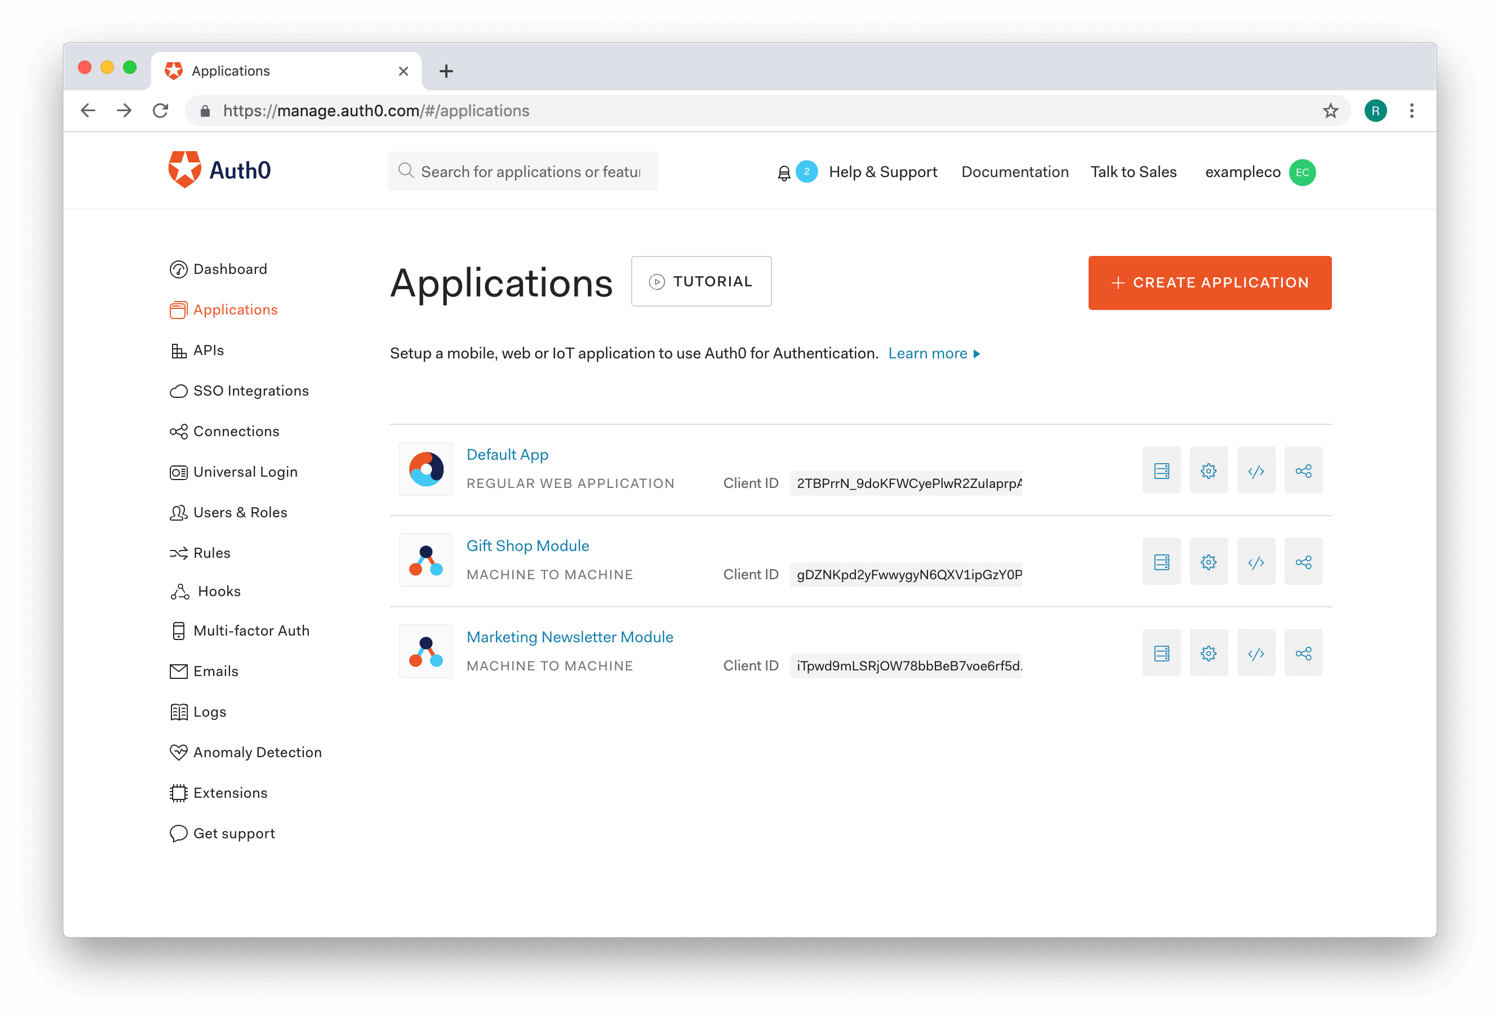 Applications
https://manage.auth0.com/#/applications
R
Auth0
Search for applications or featu
2
Help & Support
Documentation
Talk to Sales
exampleco
EC
Dashboard
Applications
APIs
SSO Integrations
Connections
Universal Login
Users & Roles
Rules
Hooks
Multi-factor Auth
Emails
Logs
Anomaly Detection
Extensions
Get support
Applications
TUTORIAL
+ CREATE APPLICATION
Setup a mobile, web or IoT application to use Auth0 for Authentication. Learn more
Default App
REGULAR WEB APPLICATION
Client ID 2TBPrrN_9doKFWCyePlwR2ZuIaprpA
Gift Shop Module
MACHINE TO MACHINE
Client ID gDZNKpd2yFwwygyN6QXV1ipGzY0P
Marketing Newsletter Module
MACHINE TO MACHINE
Client ID iTpwd9mLSRjOW78bbBeB7voe6rf5d.